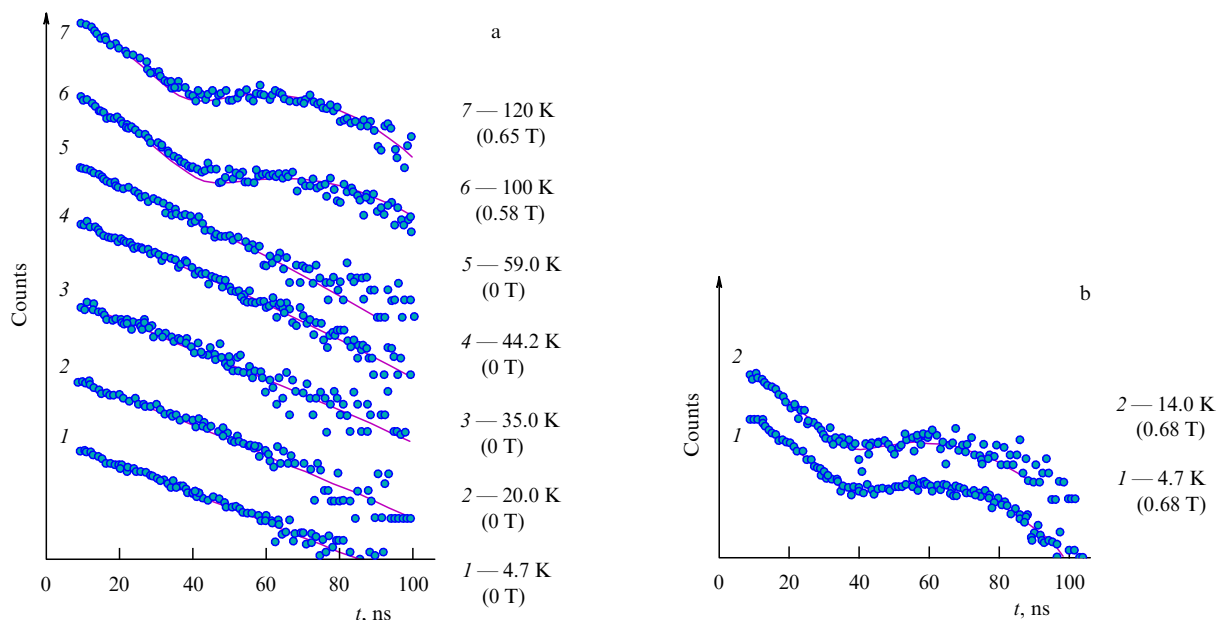 a
7
6
5
4
3
2
1
Counts
7 — 120 K
(0.65 T)
6 — 100 K
(0.58 T)
5 — 59.0 K
(0 T)
4 — 44.2 K
(0 T)
3 — 35.0 K
(0 T)
2 — 20.0 K
(0 T)
1 — 4.7 K
(0 T)
0 20 40 60 80 100
t, ns
b
2
1
Counts
2 — 14.0 K
(0.68 T)
1 — 4.7 K
(0.68 T)
0 20 40 60 80 100
t, ns